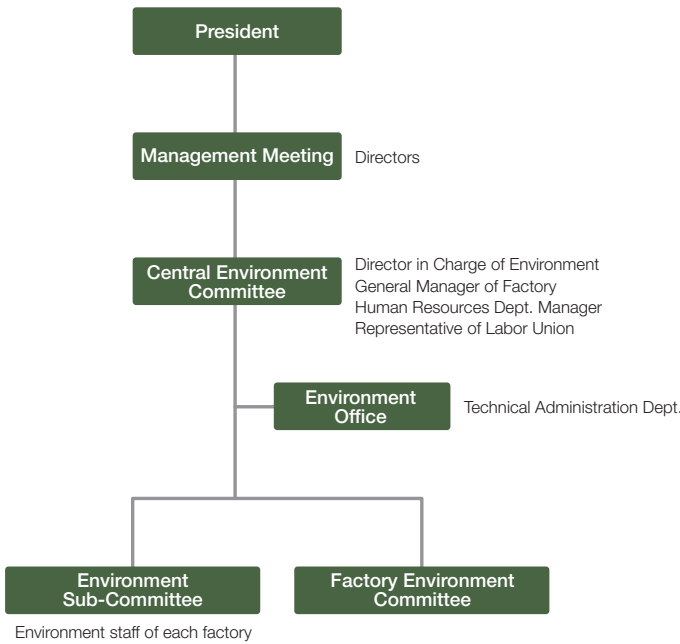 President
Management Meeting
Directors
Central Environment
Committee
Director in Charge of Environment
General Manager of Factory
Human Resources Dept. Manager
Representative of Labor Union
Environment
Office
Technical Administration Dept.
Environment
Sub-Committee
Environment staff of each factory
Factory Environment
Committee